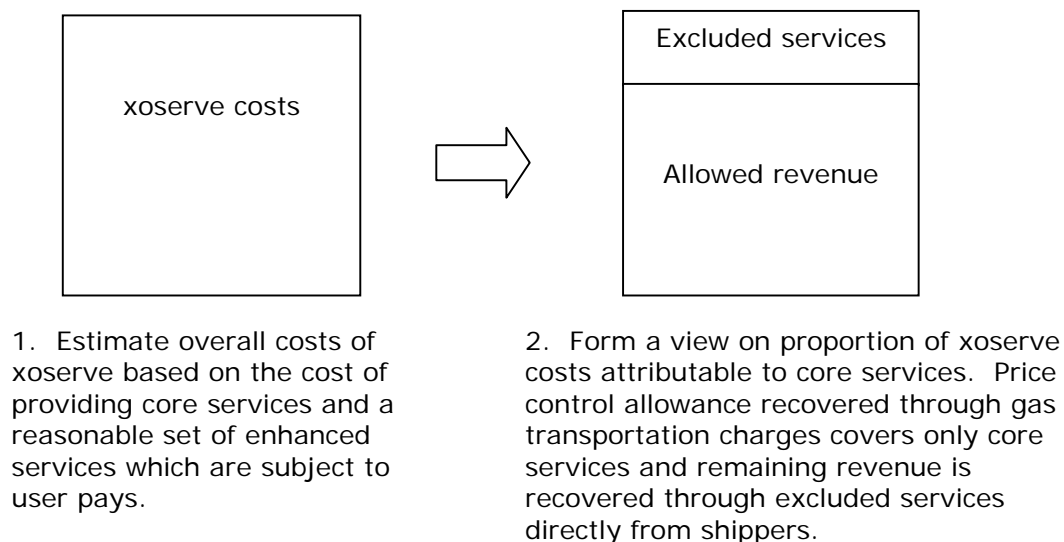 xoserve costs
Excluded services
Allowed revenue
1. Estimate overall costs of
xoserve based on the cost of
providing core services and a
reasonable set of enhanced
services which are subject to
user pays.
2. Form a view on proportion of xoserve
costs attributable to core services. Price
control allowance recovered through gas
transportation charges covers only core
services and remaining revenue is
recovered through excluded services
directly from shippers.